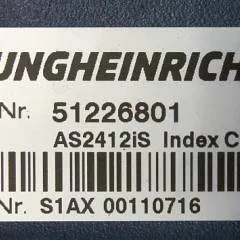 UNGHEINRICH
Nr. 51226801
AS2412iS Index C
Nr. S1AX 00110716